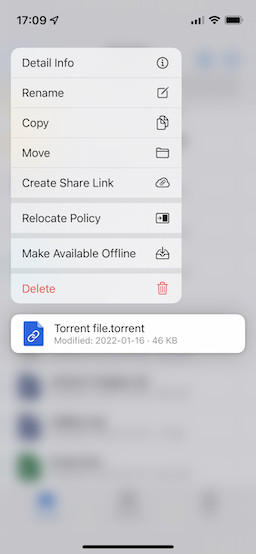 17:09
Detail Info
Rename
Copy
Move
Create Share Link
Relocate Policy
Make Available Offline
Delete
Torrent file.torrent
Modified: 2022-01-16 · 46 KB